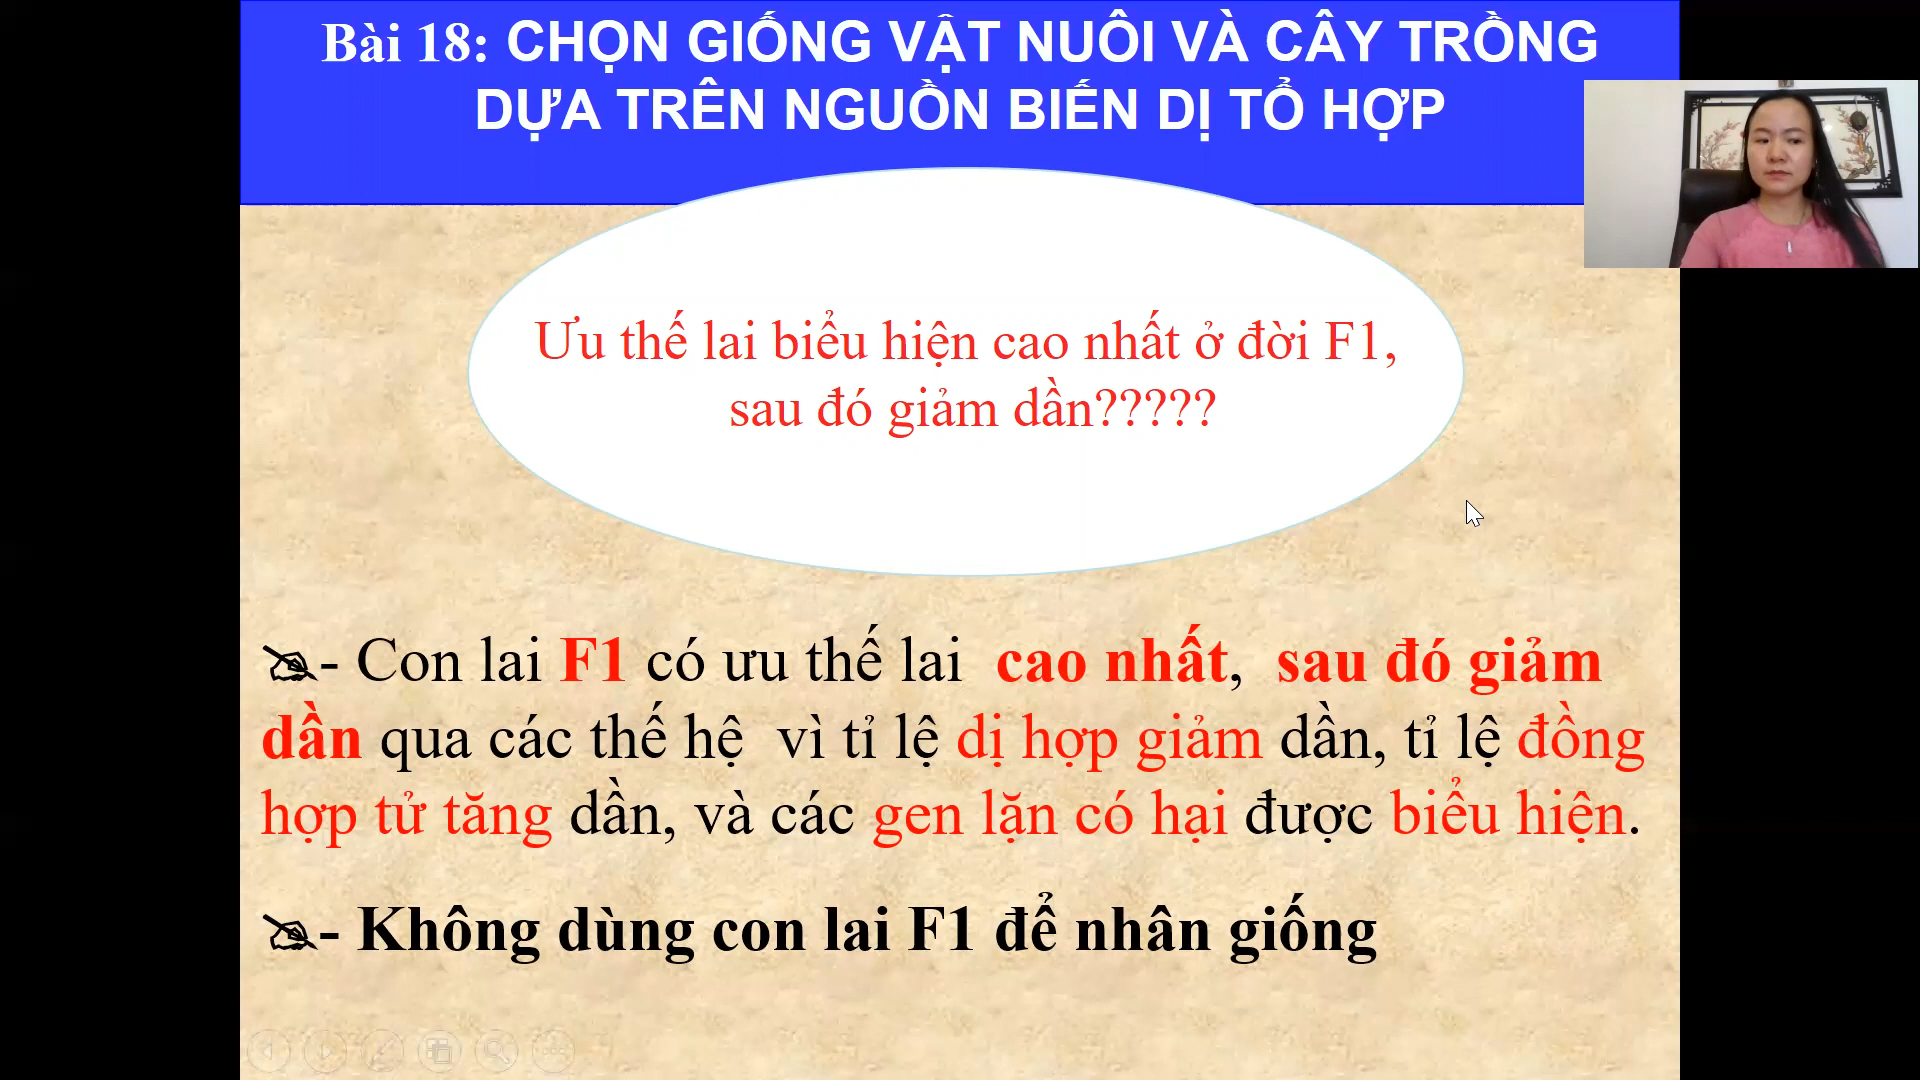 Bài 18: CHỌN GIỐNG VẬT NUÔI VÀ CÂY TRỒNG
DỰA TRÊN NGUỒN BIẾN DỊ TỔ HỢP
Ưu thế lai biểu hiện cao nhất ở đời F1,
sau đó giảm dần?????
- Con lai F1 có ưu thế lai cao nhất, sau đó giảm
dần qua các thế hệ vì tỉ lệ dị hợp giảm dần, tỉ lệ đồng
hợp tử tăng dần, và các gen lặn có hại được biểu hiện.
- Không dùng con lai F1 để nhân giống